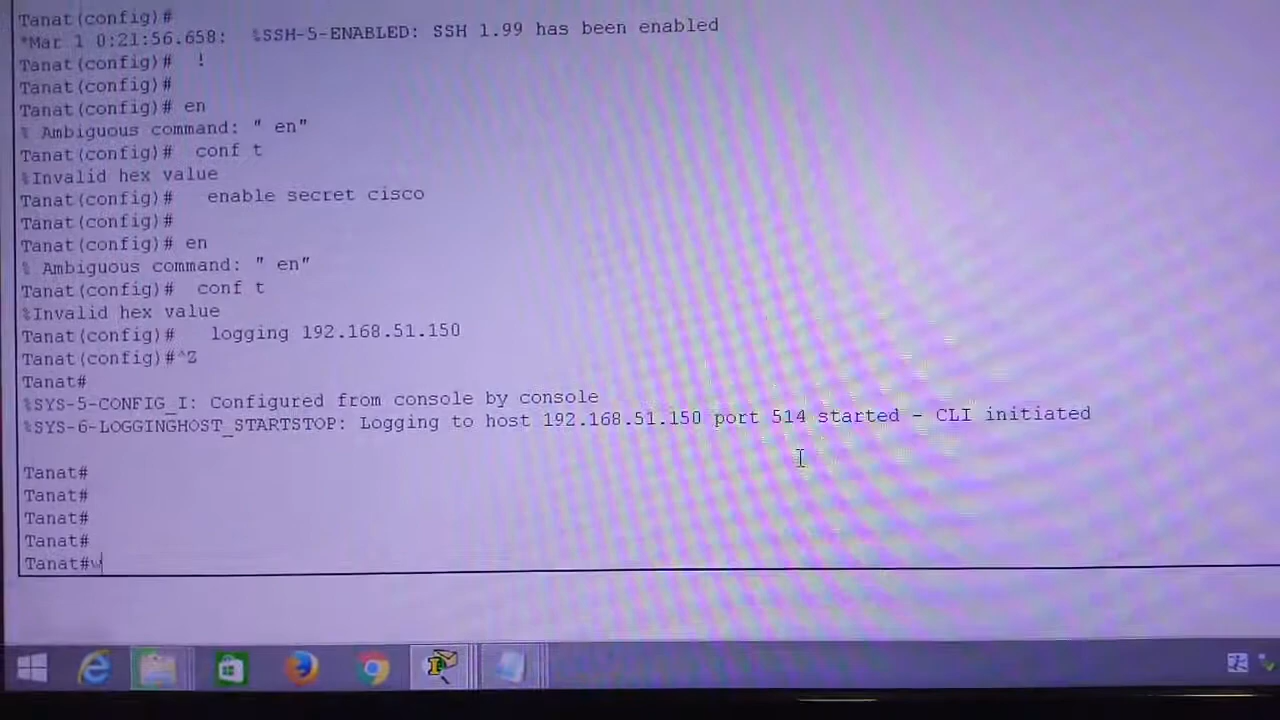 Tanat(config)#
*Mar 1 0:21:56.658:  %SSH-5-ENABLED: SSH 1.99 has been enabled
Tanat(config)#  !
Tanat(config)#
Tanat(config)# en
% Ambiguous command: " en"
Tanat(config)#  conf t
%Invalid hex value
Tanat(config)#   enable secret cisco
Tanat(config)#
Tanat(config)# en
% Ambiguous command: " en"
Tanat(config)#  conf t
%Invalid hex value
Tanat(config)#   logging 192.168.51.150
Tanat(config)#^Z
Tanat#
%SYS-5-CONFIG_I: Configured from console by console
%SYS-6-LOGGINGHOST_STARTSTOP: Logging to host 192.168.51.150 port 514 started - CLI initiated
Tanat#
Tanat#
Tanat#
Tanat#
Tanat#w